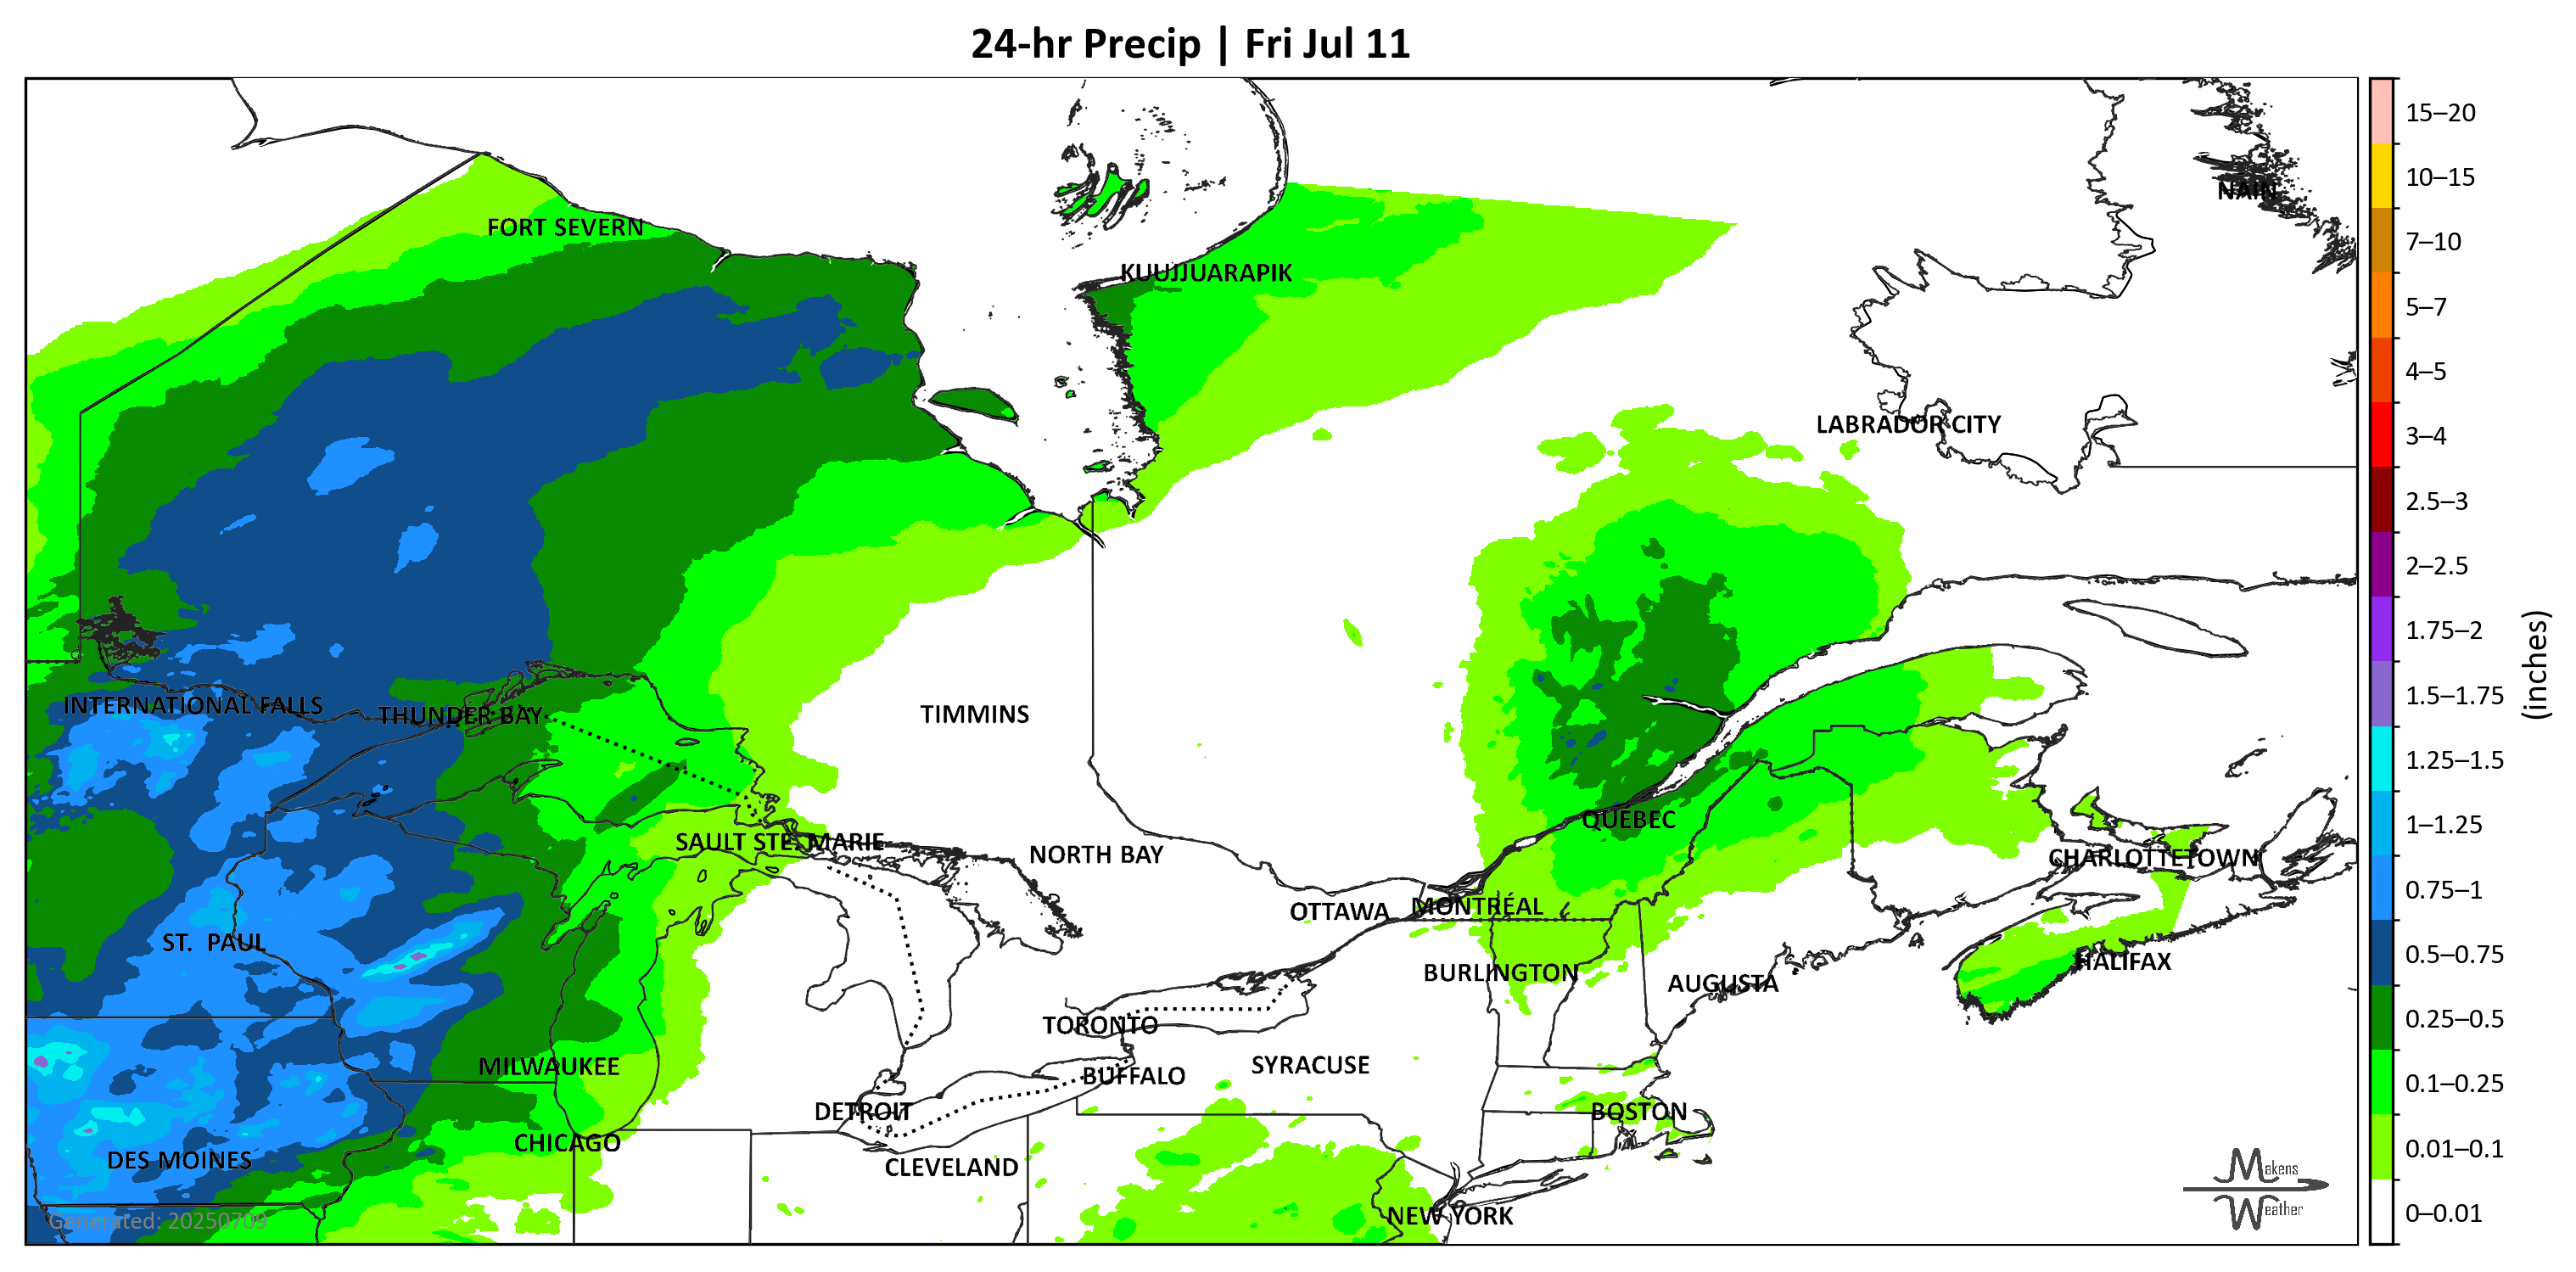 24-hr Precip | Fri Jul 11
NAIN
FORT SEVERN
KUUJJUARAPIK
LABRADOR CITY
INTERNATIONAL FALLS
THUNDER BAY
TIMMINS
QUEBEC
SAULT STE. MARIE
NORTH BAY
CHARLOTTETOWN
OTTAWA
MONTRÉAL
ST. PAUL
HALIFAX
BURLINGTON
AUGUSTA
TORONTO
MILWAUKEE
SYRACUSE
BUFFALO
DETROIT
BOSTON
CHICAGO
DES MOINES
CLEVELAND
NEW YORK
Generated: 20250709
Makens
Weather
15–20
10–15
7–10
5–7
4–5
3–4
2.5–3
2–2.5
1.75–2
1.5–1.75
1.25–1.5
1–1.25
0.75–1
0.5–0.75
0.25–0.5
0.1–0.25
0.01–0.1
0–0.01
(inches)